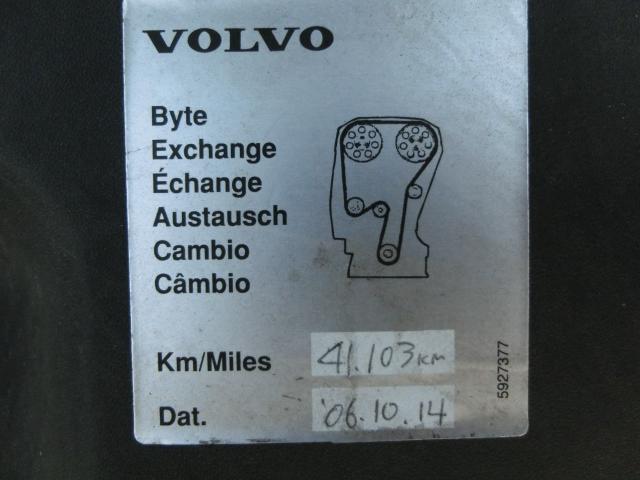 VOLVO
Byte
Exchange
Échange
Austausch
Cambio
Câmbio
Km/Miles 41.103 KM
Dat. '06.10.14
5927377